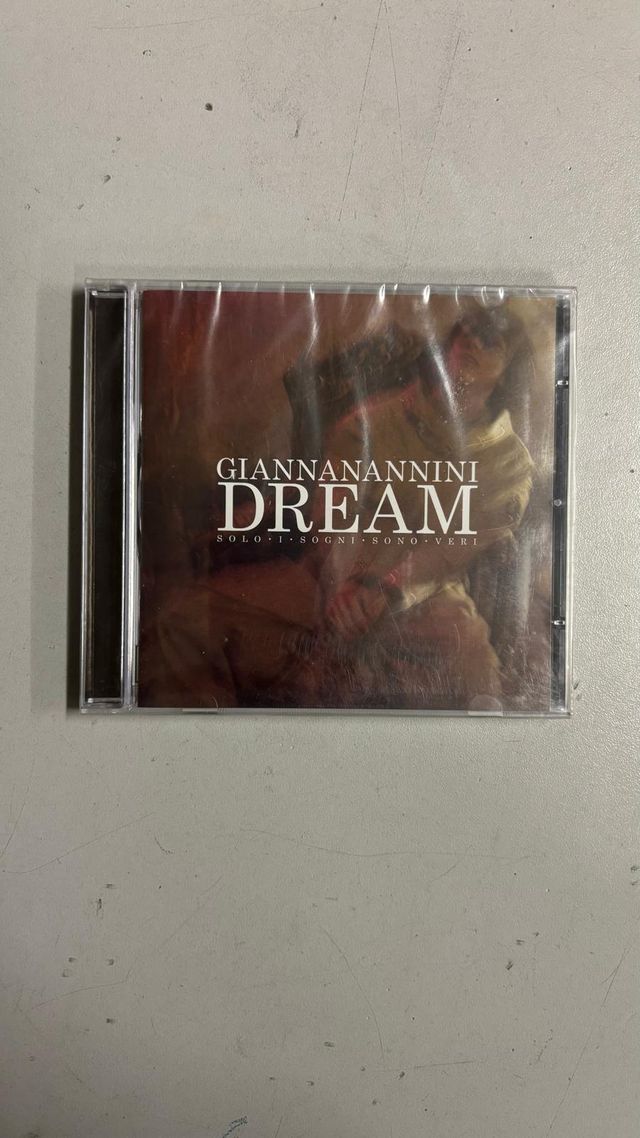 GIANNANANNINI
DREAM
SOLO · I · SOGNI · SONO · VERI